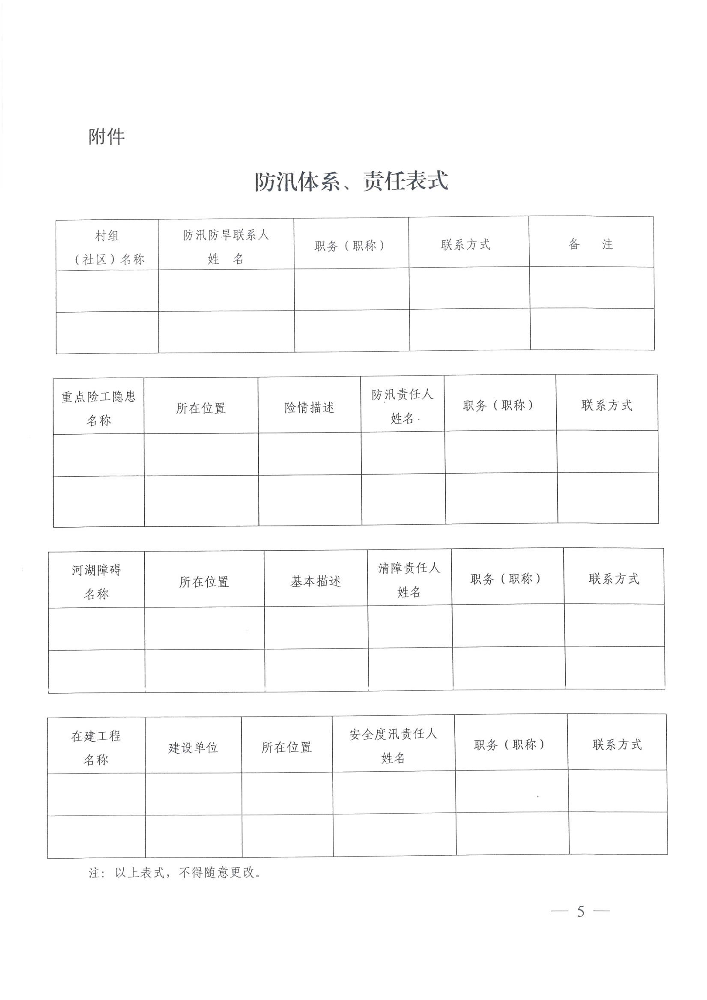 附件
防汛体系、责任表式
村组
（社区）名称
防汛防旱联系人
姓　名
职务（职称）
联系方式
备　注
重点险工隐患
名称
所在位置
险情描述
防汛责任人
姓名
职务（职称）
联系方式
河湖障碍
名称
所在位置
基本描述
清障责任人
姓名
职务（职称）
联系方式
在建工程
名称
建设单位
所在位置
安全度汛责任人
姓名
职务（职称）
联系方式
注：以上表式，不得随意更改。
— 5 —